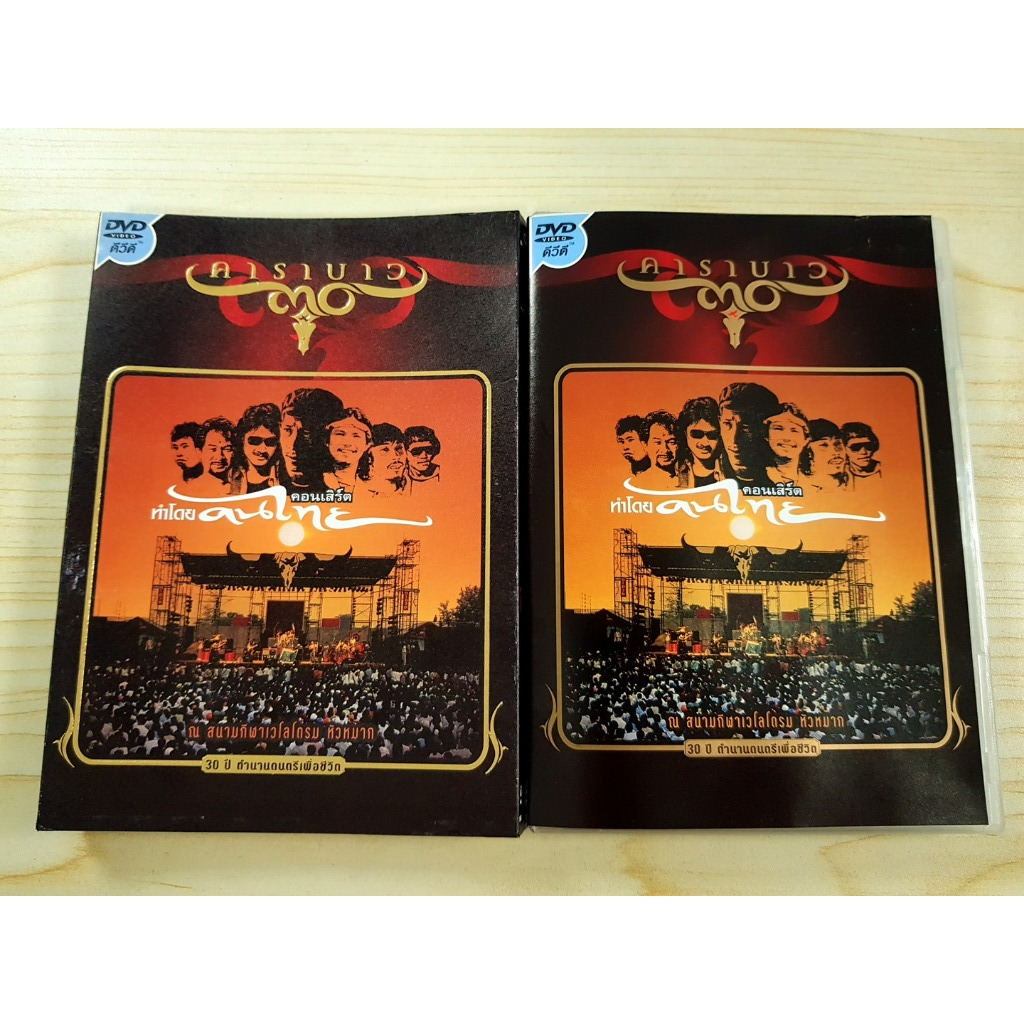 DVD
VIDEO
ดีวีดี
คาราบาว
๓๐
คอนเสิร์ต
ทำโดย คนไทย
ณ สนามกีฬาเวโลโดรม หัวหมาก
30 ปี ตำนานดนตรีเพื่อชีวิต
DVD
VIDEO
ดีวีดี
คาราบาว
๓๐
คอนเสิร์ต
ทำโดย คนไทย
ณ สนามกีฬาเวโลโดรม หัวหมาก
30 ปี ตำนานดนตรีเพื่อชีวิต